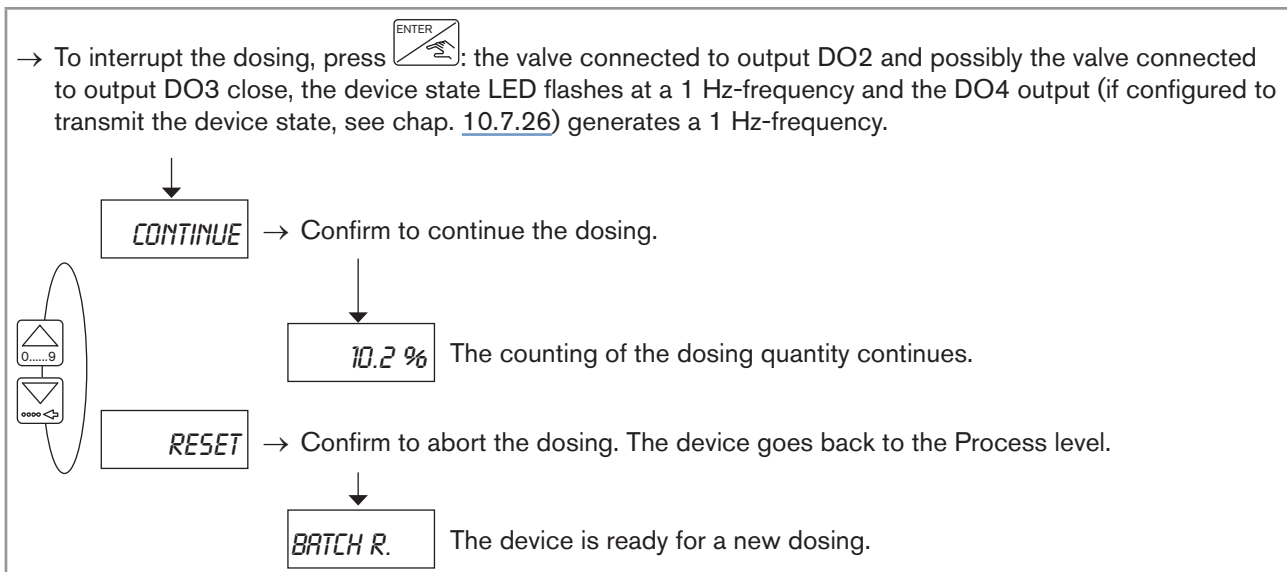 → To interrupt the dosing, press ENTER : the valve connected to output DO2 and possibly the valve connected
to output DO3 close, the device state LED flashes at a 1 Hz-frequency and the DO4 output (if configured to
transmit the device state, see chap. 10.7.26) generates a 1 Hz-frequency.
CONTINUE → Confirm to continue the dosing.
10.2 % The counting of the dosing quantity continues.
0......9
RESET → Confirm to abort the dosing. The device goes back to the Process level.
BATCH R. The device is ready for a new dosing.